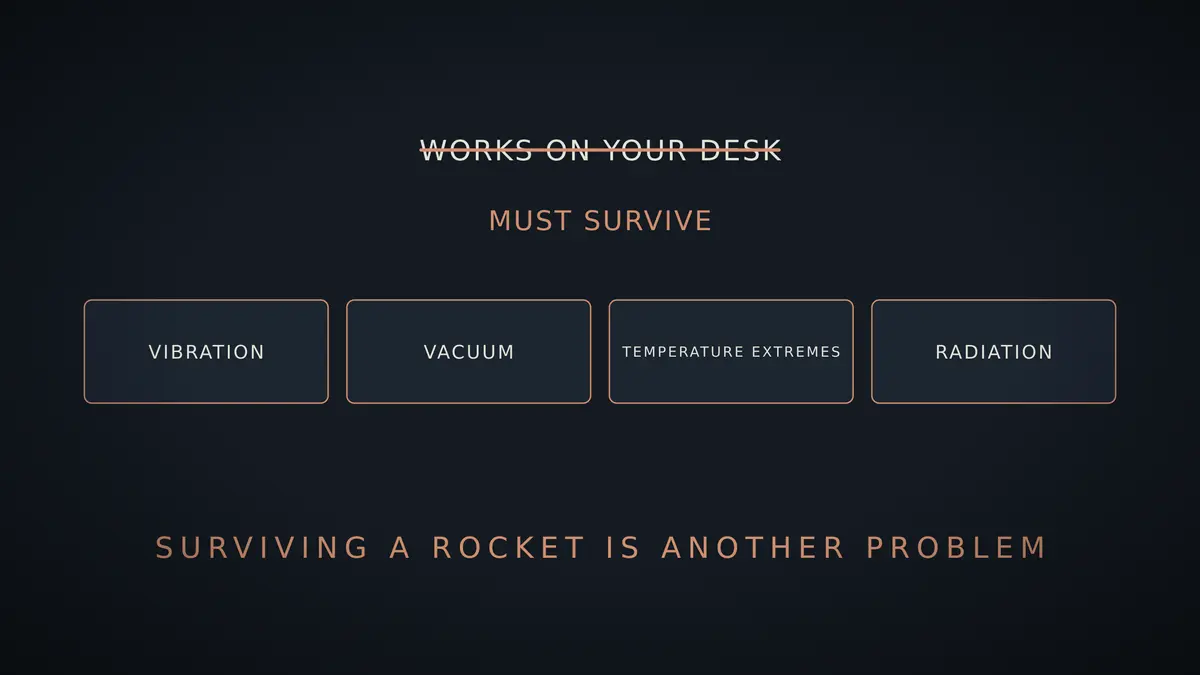 WORKS ON YOUR DESK
MUST SURVIVE
VIBRATION
VACUUM
TEMPERATURE EXTREMES
RADIATION
SURVIVING A ROCKET IS ANOTHER PROBLEM